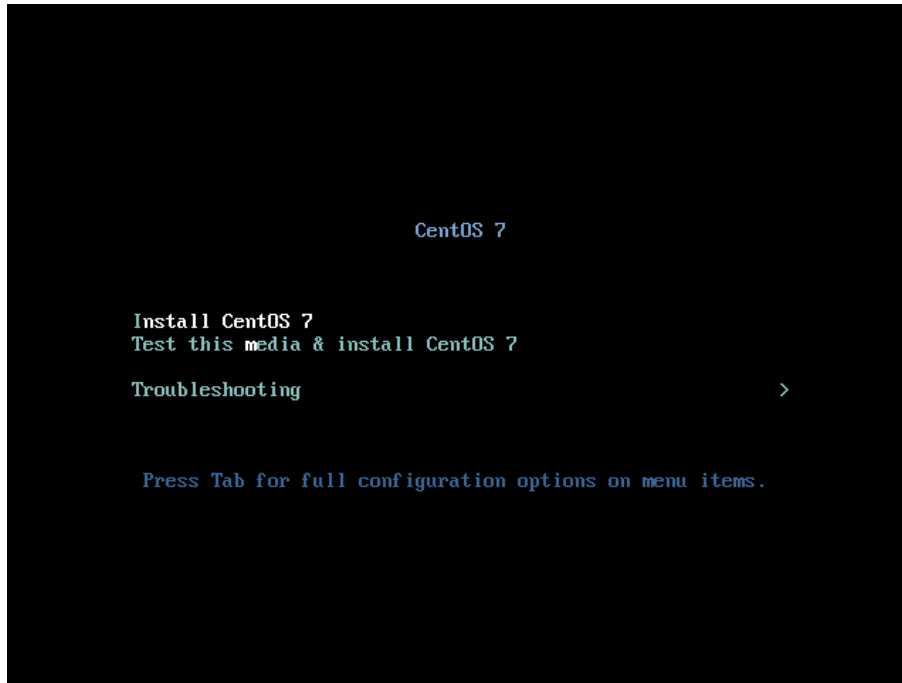 CentOS 7
Install CentOS 7
Test this media & install CentOS 7
Troubleshooting >
Press Tab for full configuration options on menu items.